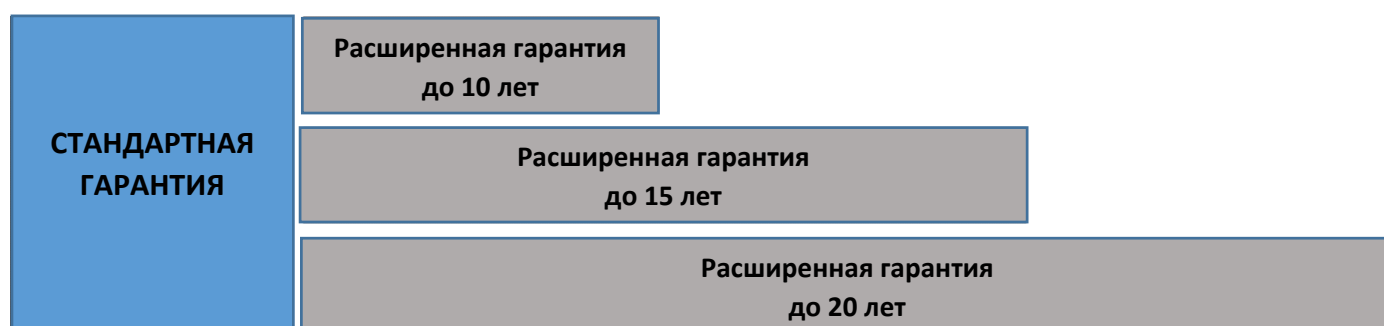 СТАНДАРТНАЯ
ГАРАНТИЯ
Расширенная гарантия
до 10 лет
Расширенная гарантия
до 15 лет
Расширенная гарантия
до 20 лет